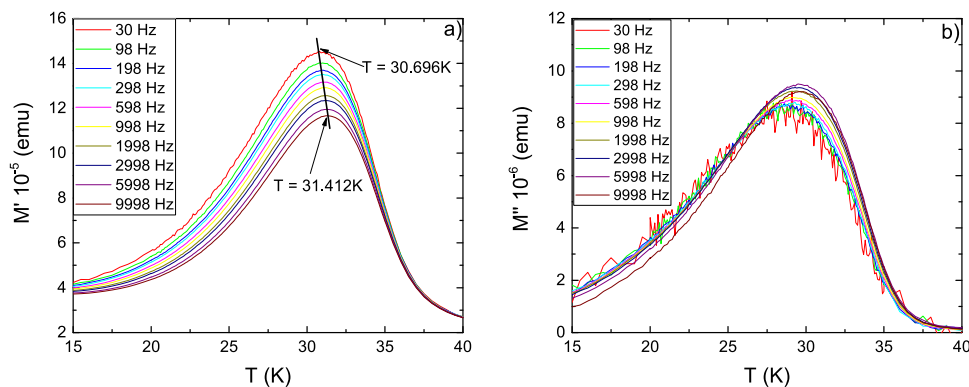 a)
30 Hz
98 Hz
198 Hz
298 Hz
598 Hz
998 Hz
1998 Hz
2998 Hz
5998 Hz
9998 Hz
T = 30.696K
T = 31.412K
16
14
12
10
8
6
4
2
M' 10⁻⁵ (emu)
15 20 25 30 35 40
T (K)
b)
30 Hz
98 Hz
198 Hz
298 Hz
598 Hz
998 Hz
1998 Hz
2998 Hz
5998 Hz
9998 Hz
10
8
6
4
2
0
M'' 10⁻⁶ (emu)
15 20 25 30 35 40
T (K)